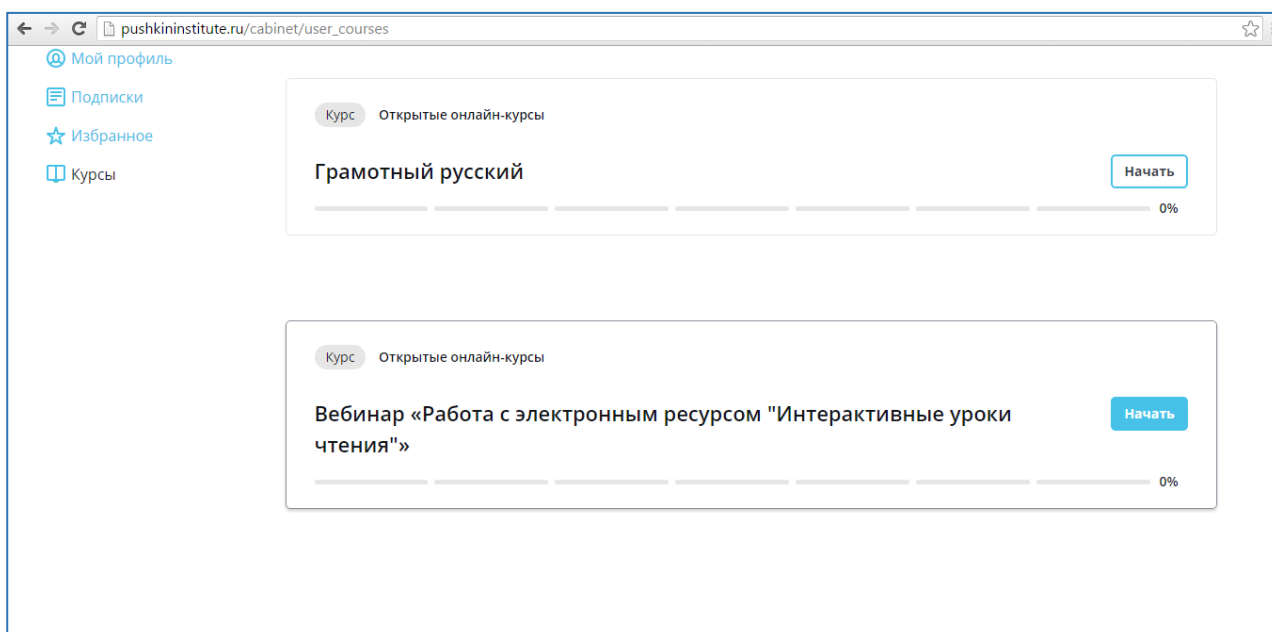 pushkininstitute.ru/cabinet/user_courses
Мой профиль
Подписки
Избранное
Курсы
Курс Открытые онлайн-курсы
Грамотный русский
Начать
0%
Курс Открытые онлайн-курсы
Вебинар «Работа с электронным ресурсом "Интерактивные уроки
чтения"»
Начать
0%